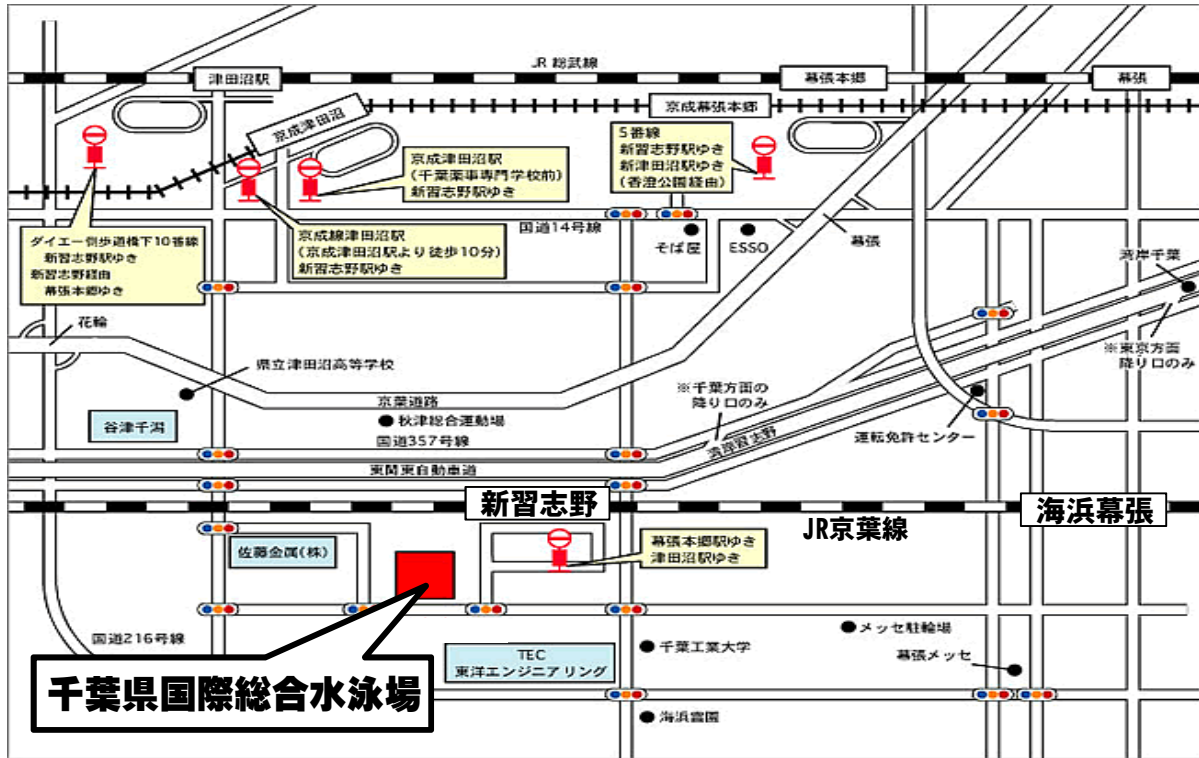 JR 総武線
津田沼駅
幕張本郷
幕張
京成津田沼
京成幕張本郷
京成津田沼駅
(千葉薬事専門学校前)
新習志野駅ゆき
5番線
新習志野駅ゆき
新津田沼駅ゆき
(香澄公園経由)
国道14号線
そば屋
ESSO
幕張
ダイエー側歩道橋下10番線
新習志野駅ゆき
新習志野経由
幕張本郷ゆき
京成線津田沼駅
(京成津田沼駅より徒歩10分)
新習志野駅ゆき
湾岸千葉
花輪
※東京方面
降り口のみ
県立津田沼高等学校
京葉道路
※千葉方面の
降り口のみ
谷津干潟
秋津総合運動場
国道357号線
湾岸習志野
運転免許センター
東関東自動車道
新習志野
海浜幕張
JR京葉線
佐藤金属(株)
幕張本郷駅ゆき
津田沼駅ゆき
国道216号線
TEC
東洋エンジニアリング
千葉工業大学
メッセ駐輪場
幕張メッセ
千葉県国際総合水泳場
海浜霊園